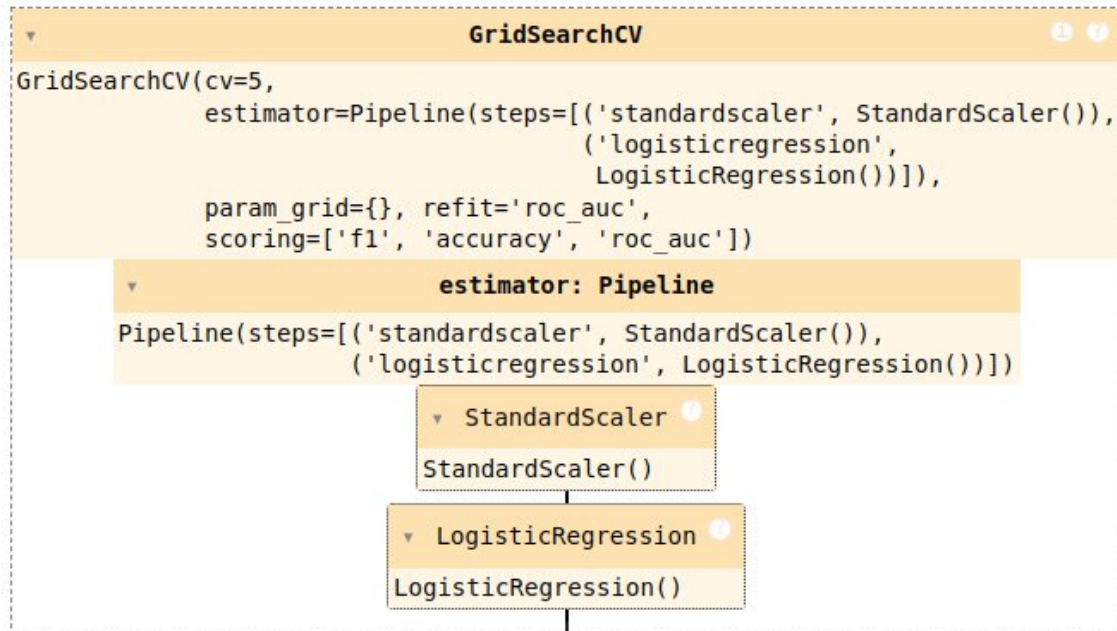 ▾ GridSearchCV i ?
GridSearchCV(cv=5,
estimator=Pipeline(steps=[('standardscaler', StandardScaler()),
('logisticregression',
LogisticRegression())]),
param_grid={}, refit='roc_auc',
scoring=['f1', 'accuracy', 'roc_auc'])
▾ estimator: Pipeline
Pipeline(steps=[('standardscaler', StandardScaler()),
('logisticregression', LogisticRegression())])
▾ StandardScaler ?
StandardScaler()
▾ LogisticRegression ?
LogisticRegression()